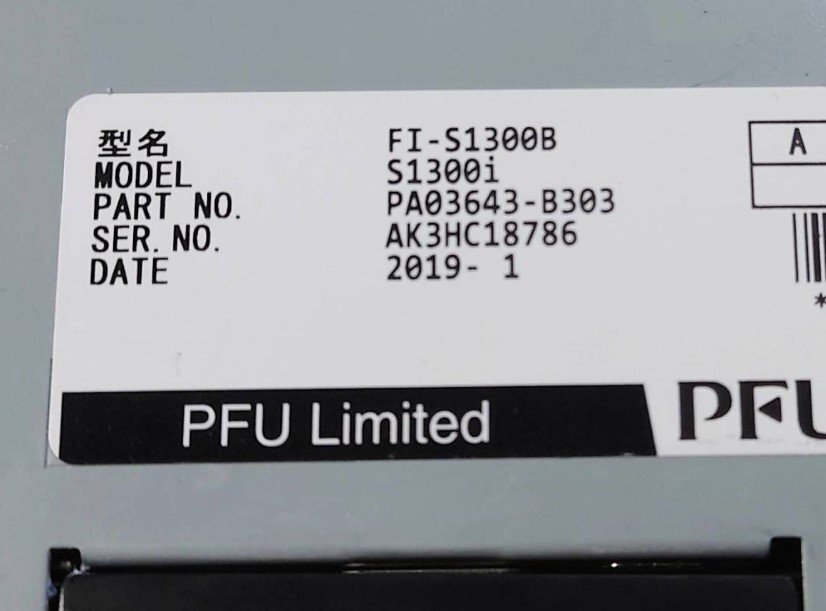 型名 FI-S1300B
MODEL S1300i
PART NO. PA03643-B303
SER. NO. AK3HC18786
DATE 2019- 1
A
*
PFU Limited
PFU